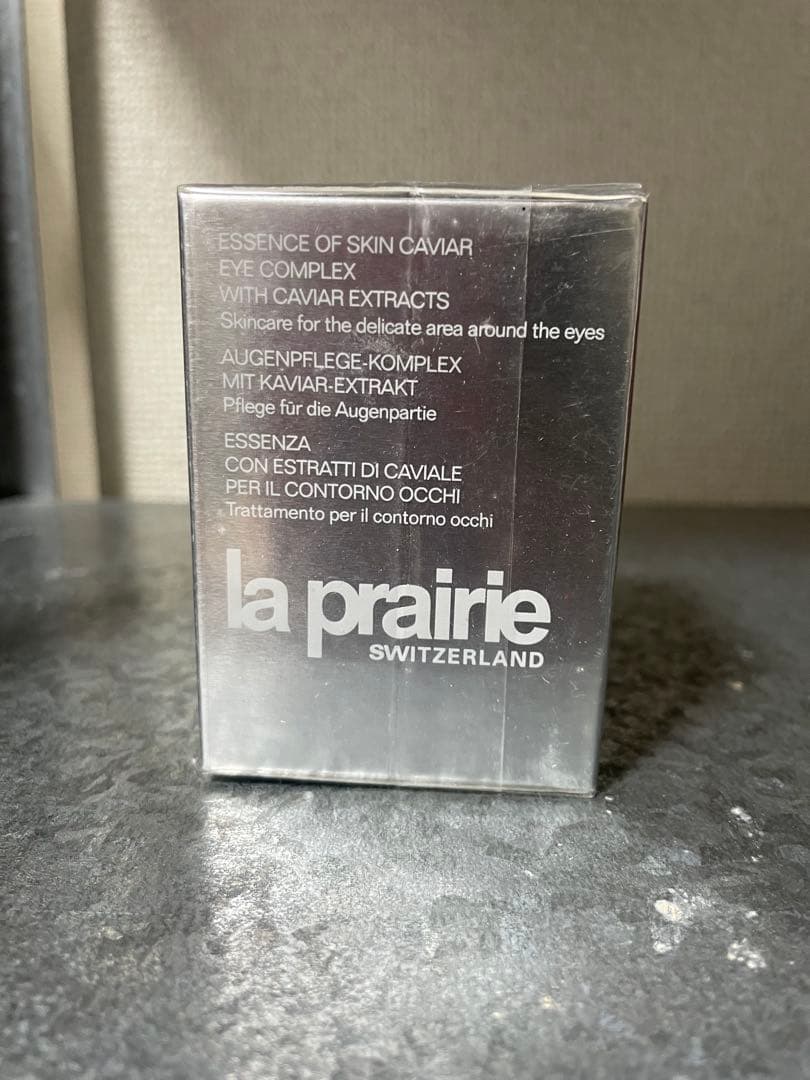 ESSENCE OF SKIN CAVIAR
EYE COMPLEX
WITH CAVIAR EXTRACTS
Skincare for the delicate area around the eyes
AUGENPFLEGE-KOMPLEX
MIT KAVIAR-EXTRAKT
Pflege für die Augenpartie
ESSENZA
CON ESTRATTI DI CAVIALE
PER IL CONTORNO OCCHI
Trattamento per il contorno occhi
la prairie
SWITZERLAND